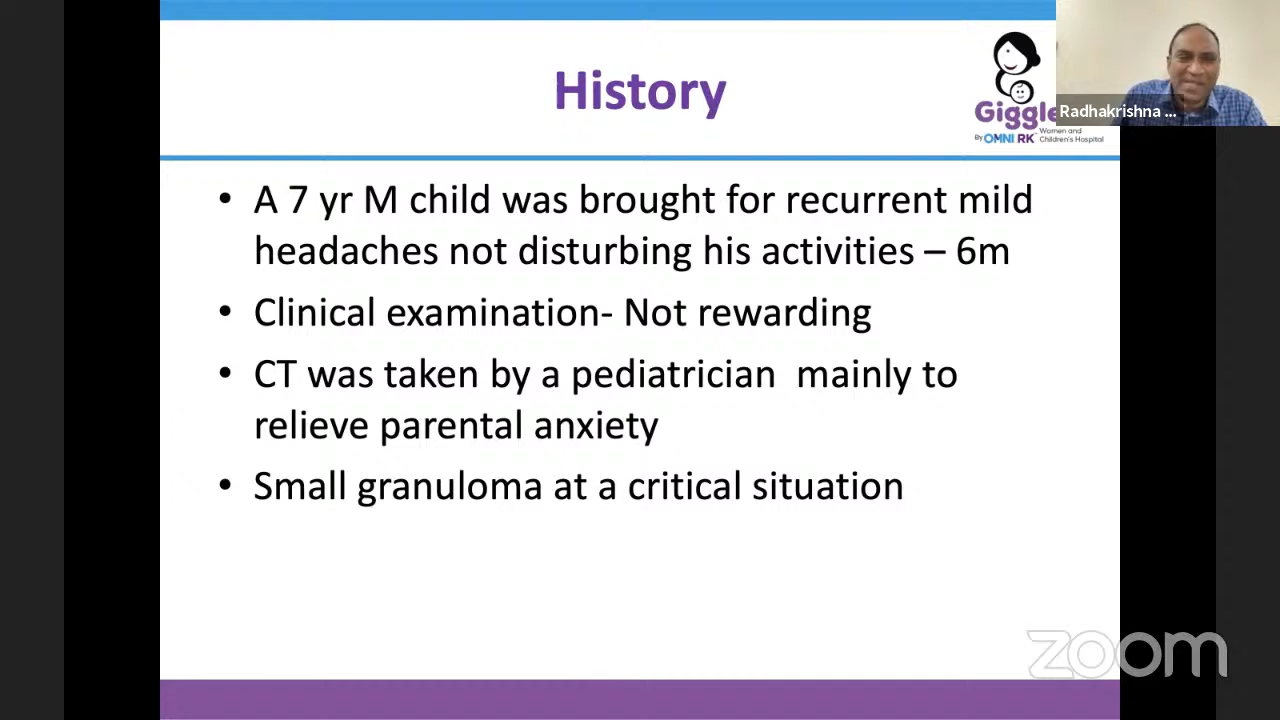 History
Giggle
By OMNI RK Women and
Children's Hospital
Radhakrishna ...
• A 7 yr M child was brought for recurrent mild
headaches not disturbing his activities – 6m
• Clinical examination- Not rewarding
• CT was taken by a pediatrician mainly to
relieve parental anxiety
• Small granuloma at a critical situation
zoom